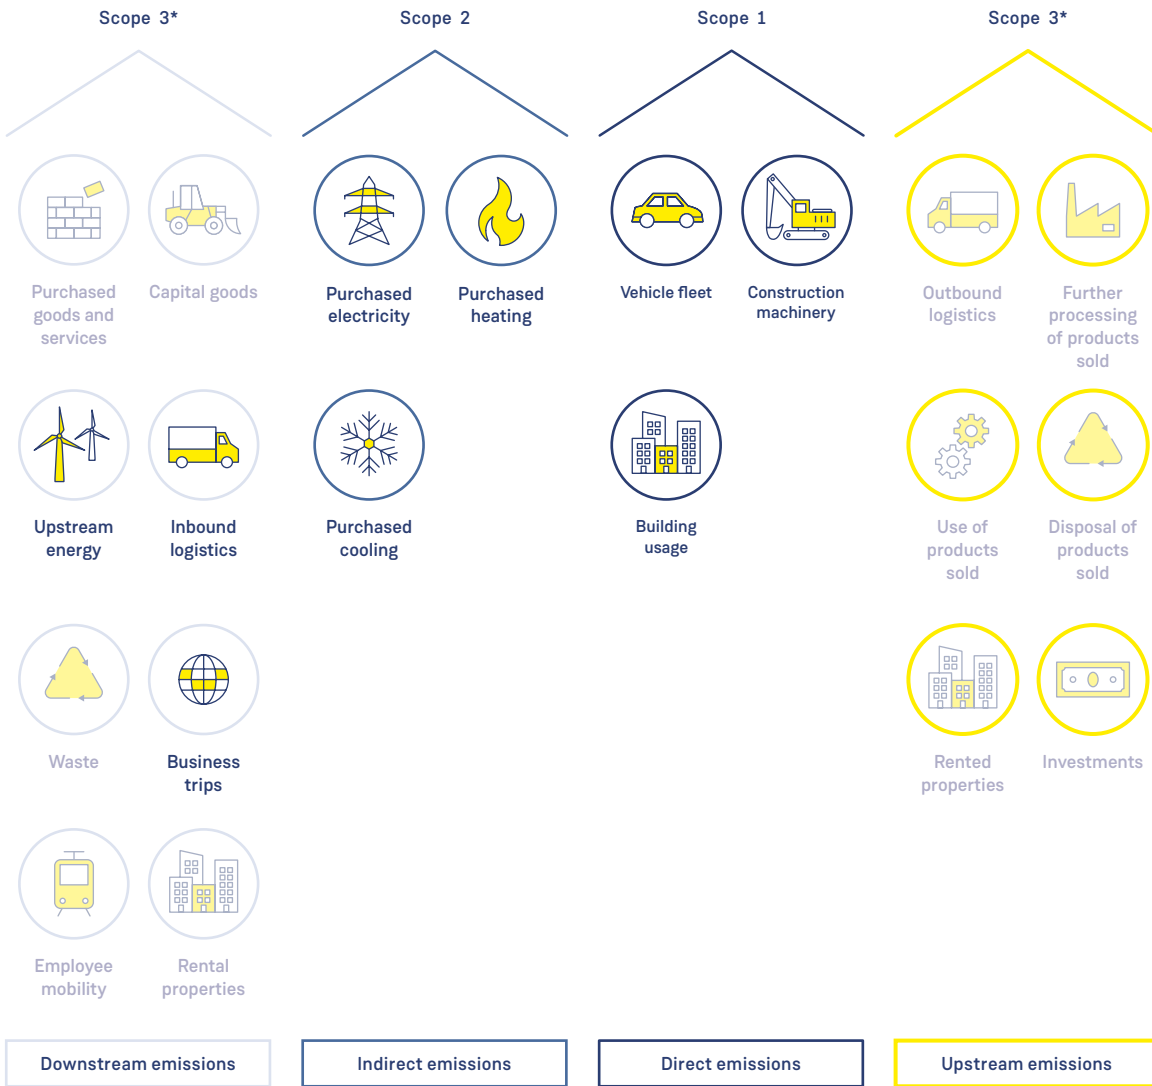 Scope 3*
Scope 2
Scope 1
Scope 3*
Purchased
goods and
services
Capital goods
Purchased
electricity
Purchased
heating
Vehicle fleet
Construction
machinery
Outbound
logistics
Further
processing
of products
sold
Upstream
energy
Inbound
logistics
Purchased
cooling
Building
usage
Use of
products
sold
Disposal of
products
sold
Waste
Business
trips
Rented
properties
Investments
Employee
mobility
Rental
properties
Downstream emissions
Indirect emissions
Direct emissions
Upstream emissions